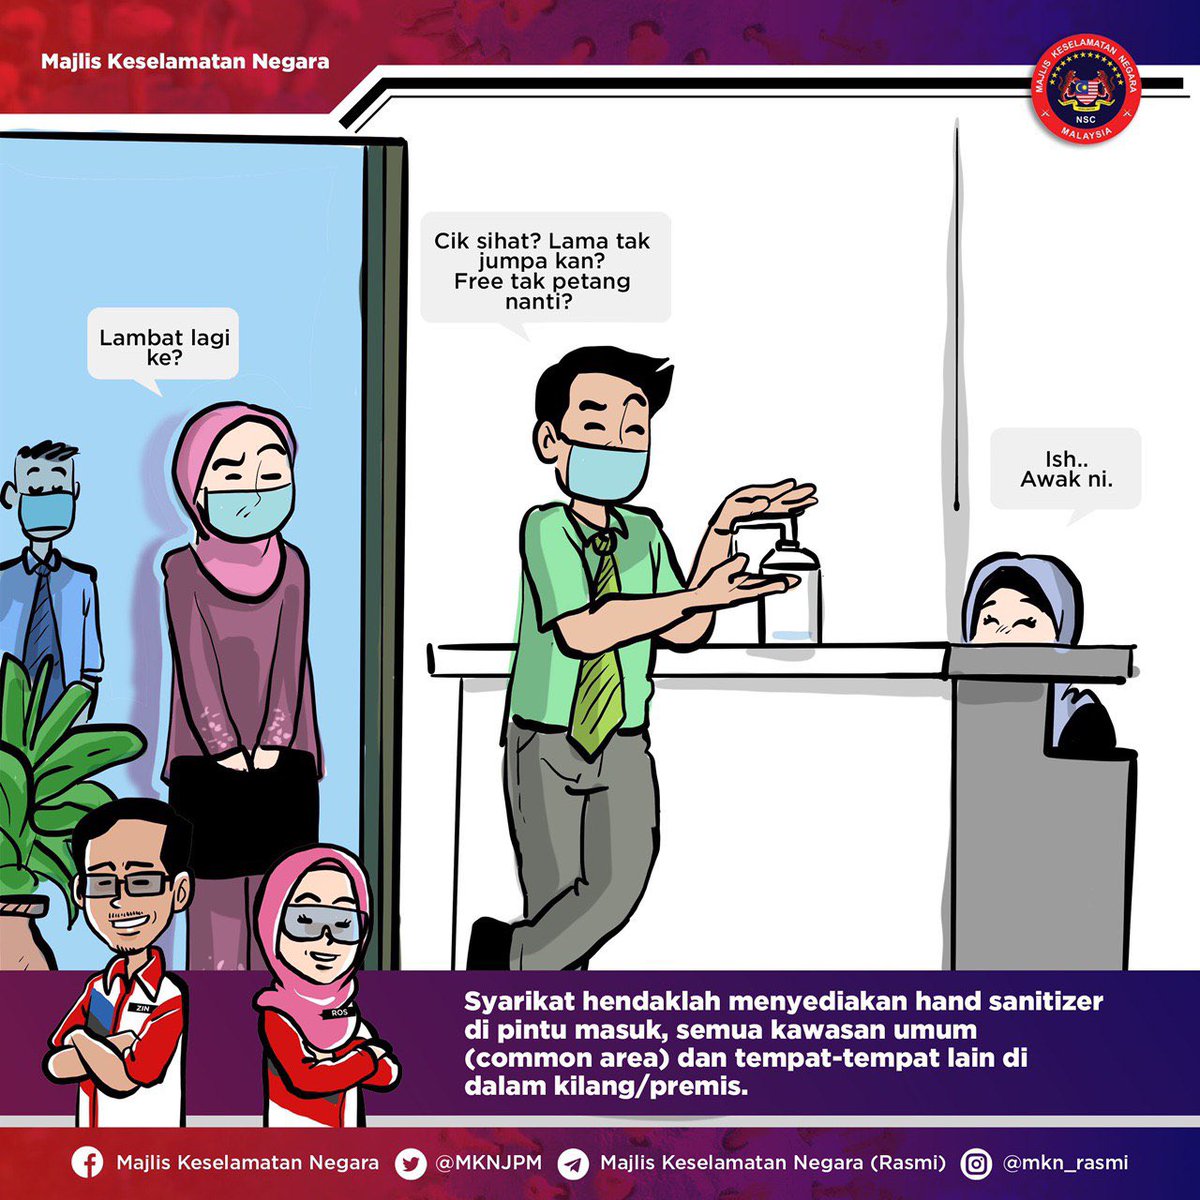 Majlis Keselamatan Negara
MAJLIS KESELAMATAN NEGARA
NSC
MALAYSIA
Cik sihat? Lama tak
jumpa kan?
Free tak petang
nanti?
Lambat lagi
ke?
Ish..
Awak ni.
ZIN
ROS
Syarikat hendaklah menyediakan hand sanitizer
di pintu masuk, semua kawasan umum
(common area) dan tempat-tempat lain di
dalam kilang/premis.
Majlis Keselamatan Negara @MKNJPM Majlis Keselamatan Negara (Rasmi) @mkn_rasmi